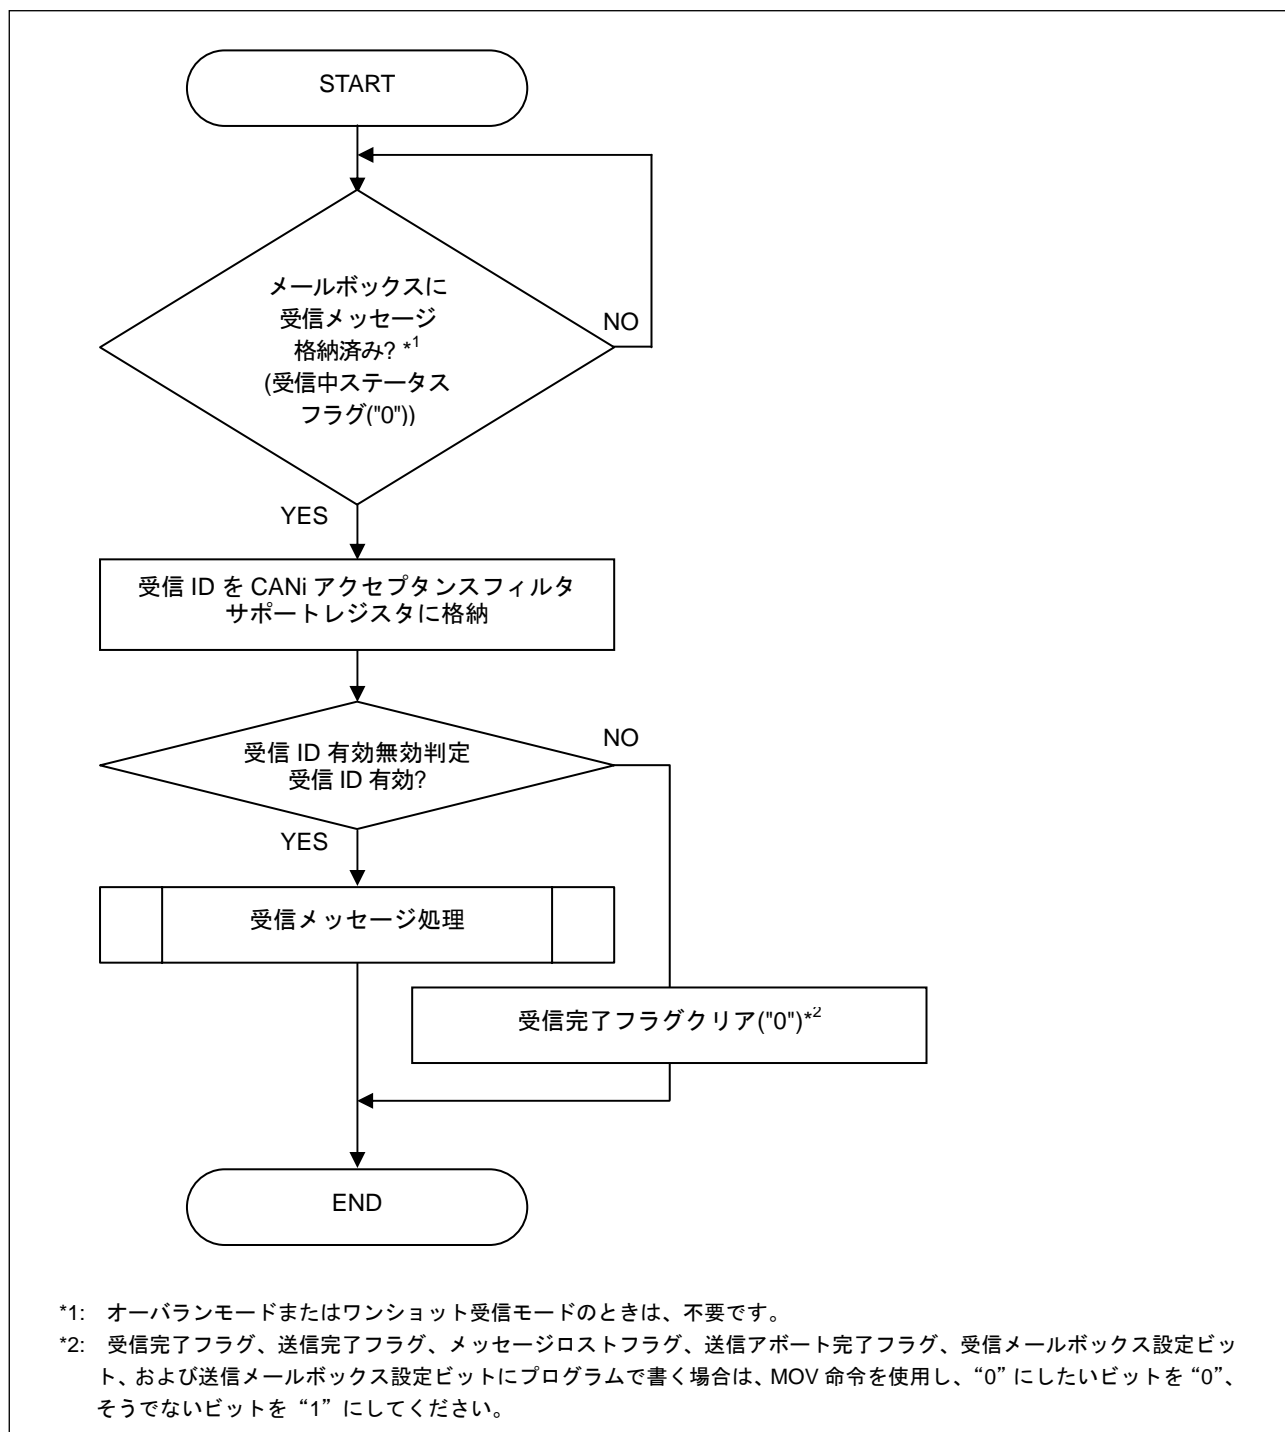 START
メールボックスに
受信メッセージ
格納済み? *1
(受信中ステータス
フラグ("0"))
NO
YES
受信 ID を CANi アクセプタンスフィルタ
サポートレジスタに格納
受信 ID 有効無効判定
受信 ID 有効?
NO
YES
受信メッセージ処理
受信完了フラグクリア("0")*2
END
*1: オーバランモードまたはワンショット受信モードのときは、不要です。
*2: 受信完了フラグ、送信完了フラグ、メッセージロストフラグ、送信アボート完了フラグ、受信メールボックス設定ビッ
ト、および送信メールボックス設定ビットにプログラムで書く場合は、MOV 命令を使用し、“0” にしたいビットを “0”、
そうでないビットを “1” にしてください。